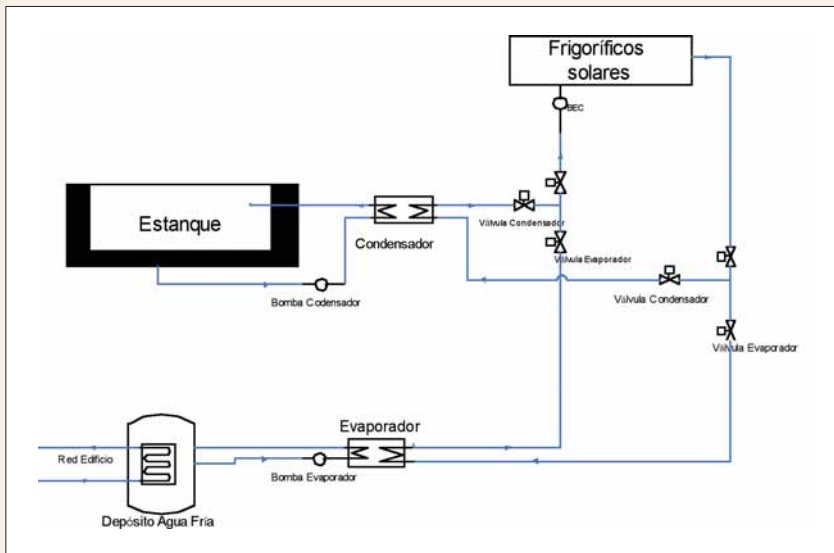 Frigoríficos
solares
BEC
Estanque
Condensador
Válvula Condensador
Válvula Evaporador
Bomba Codensador
Válvula Condensador
Válvula Evaporador
Evaporador
Red Edificio
Bomba Evaporador
Depósito Agua Fría